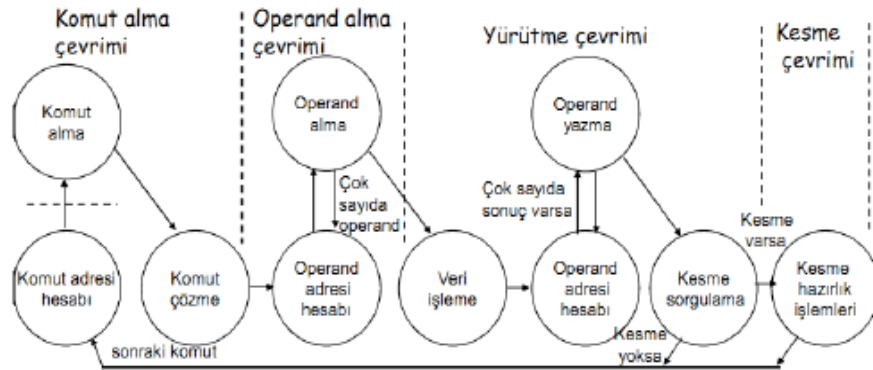 Komut alma
çevrimi
Operand alma
çevrimi
Yürütme çevrimi
Kesme
çevrimi
Komut
alma
Operand
alma
Operand
yazma
Çok
sayıda
operand
Çok sayıda
sonuç varsa
Kesme
varsa
Komut adresi
hesabı
Komut
çözme
Operand
adresi
hesabı
Veri
işleme
Operand
adresi
hesabı
Kesme
sorgulama
Kesme
hazırlık
işlemleri
sonraki komut
Kesme
yoksa